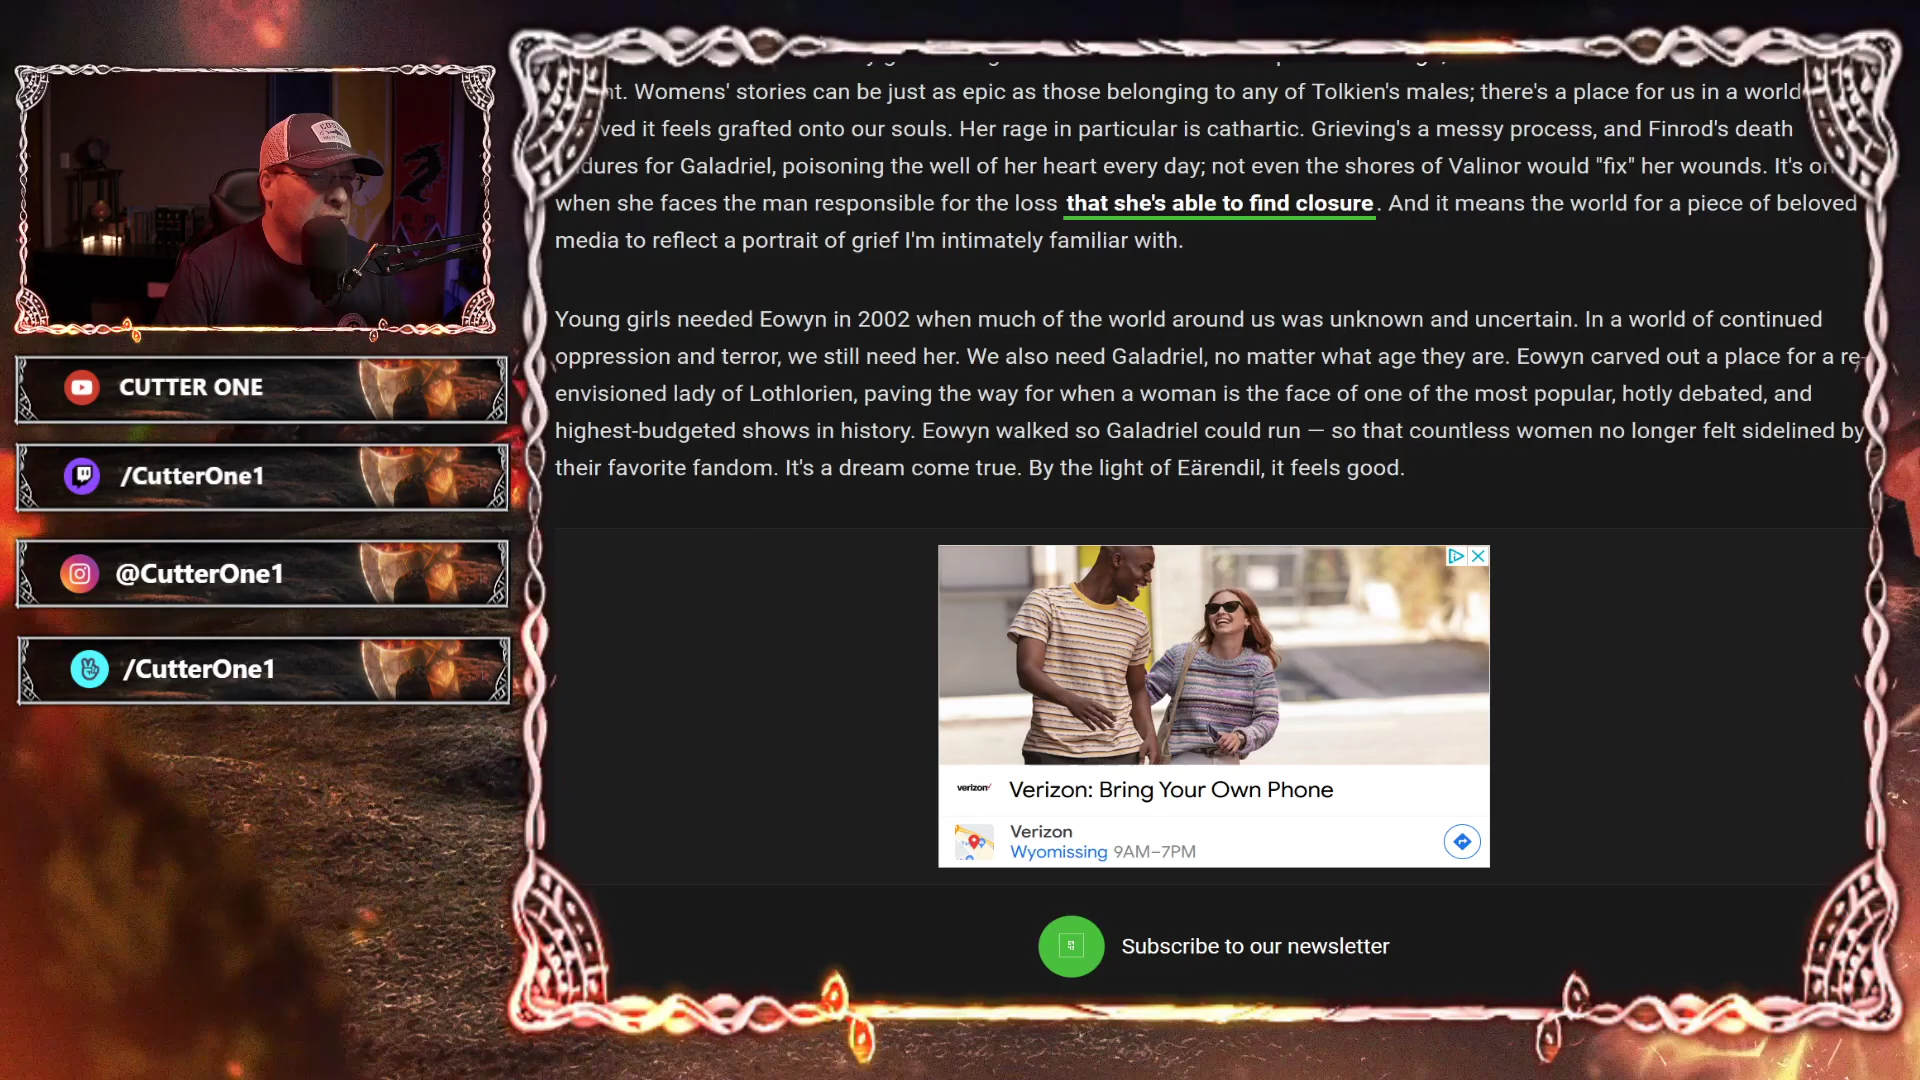 CUTTER ONE
/CutterOne1
@CutterOne1
/CutterOne1
nt. Womens' stories can be just as epic as those belonging to any of Tolkien's males; there's a place for us in a world
ved it feels grafted onto our souls. Her rage in particular is cathartic. Grieving's a messy process, and Finrod's death
dures for Galadriel, poisoning the well of her heart every day; not even the shores of Valinor would "fix" her wounds. It's on
when she faces the man responsible for the loss that she's able to find closure. And it means the world for a piece of beloved
media to reflect a portrait of grief I'm intimately familiar with.
Young girls needed Eowyn in 2002 when much of the world around us was unknown and uncertain. In a world of continued
oppression and terror, we still need her. We also need Galadriel, no matter what age they are. Eowyn carved out a place for a re-
envisioned lady of Lothlorien, paving the way for when a woman is the face of one of the most popular, hotly debated, and
highest-budgeted shows in history. Eowyn walked so Galadriel could run — so that countless women no longer felt sidelined by
their favorite fandom. It's a dream come true. By the light of Eärendil, it feels good.
verizon
Verizon: Bring Your Own Phone
Verizon
Wyomissing 9AM–7PM
Subscribe to our newsletter